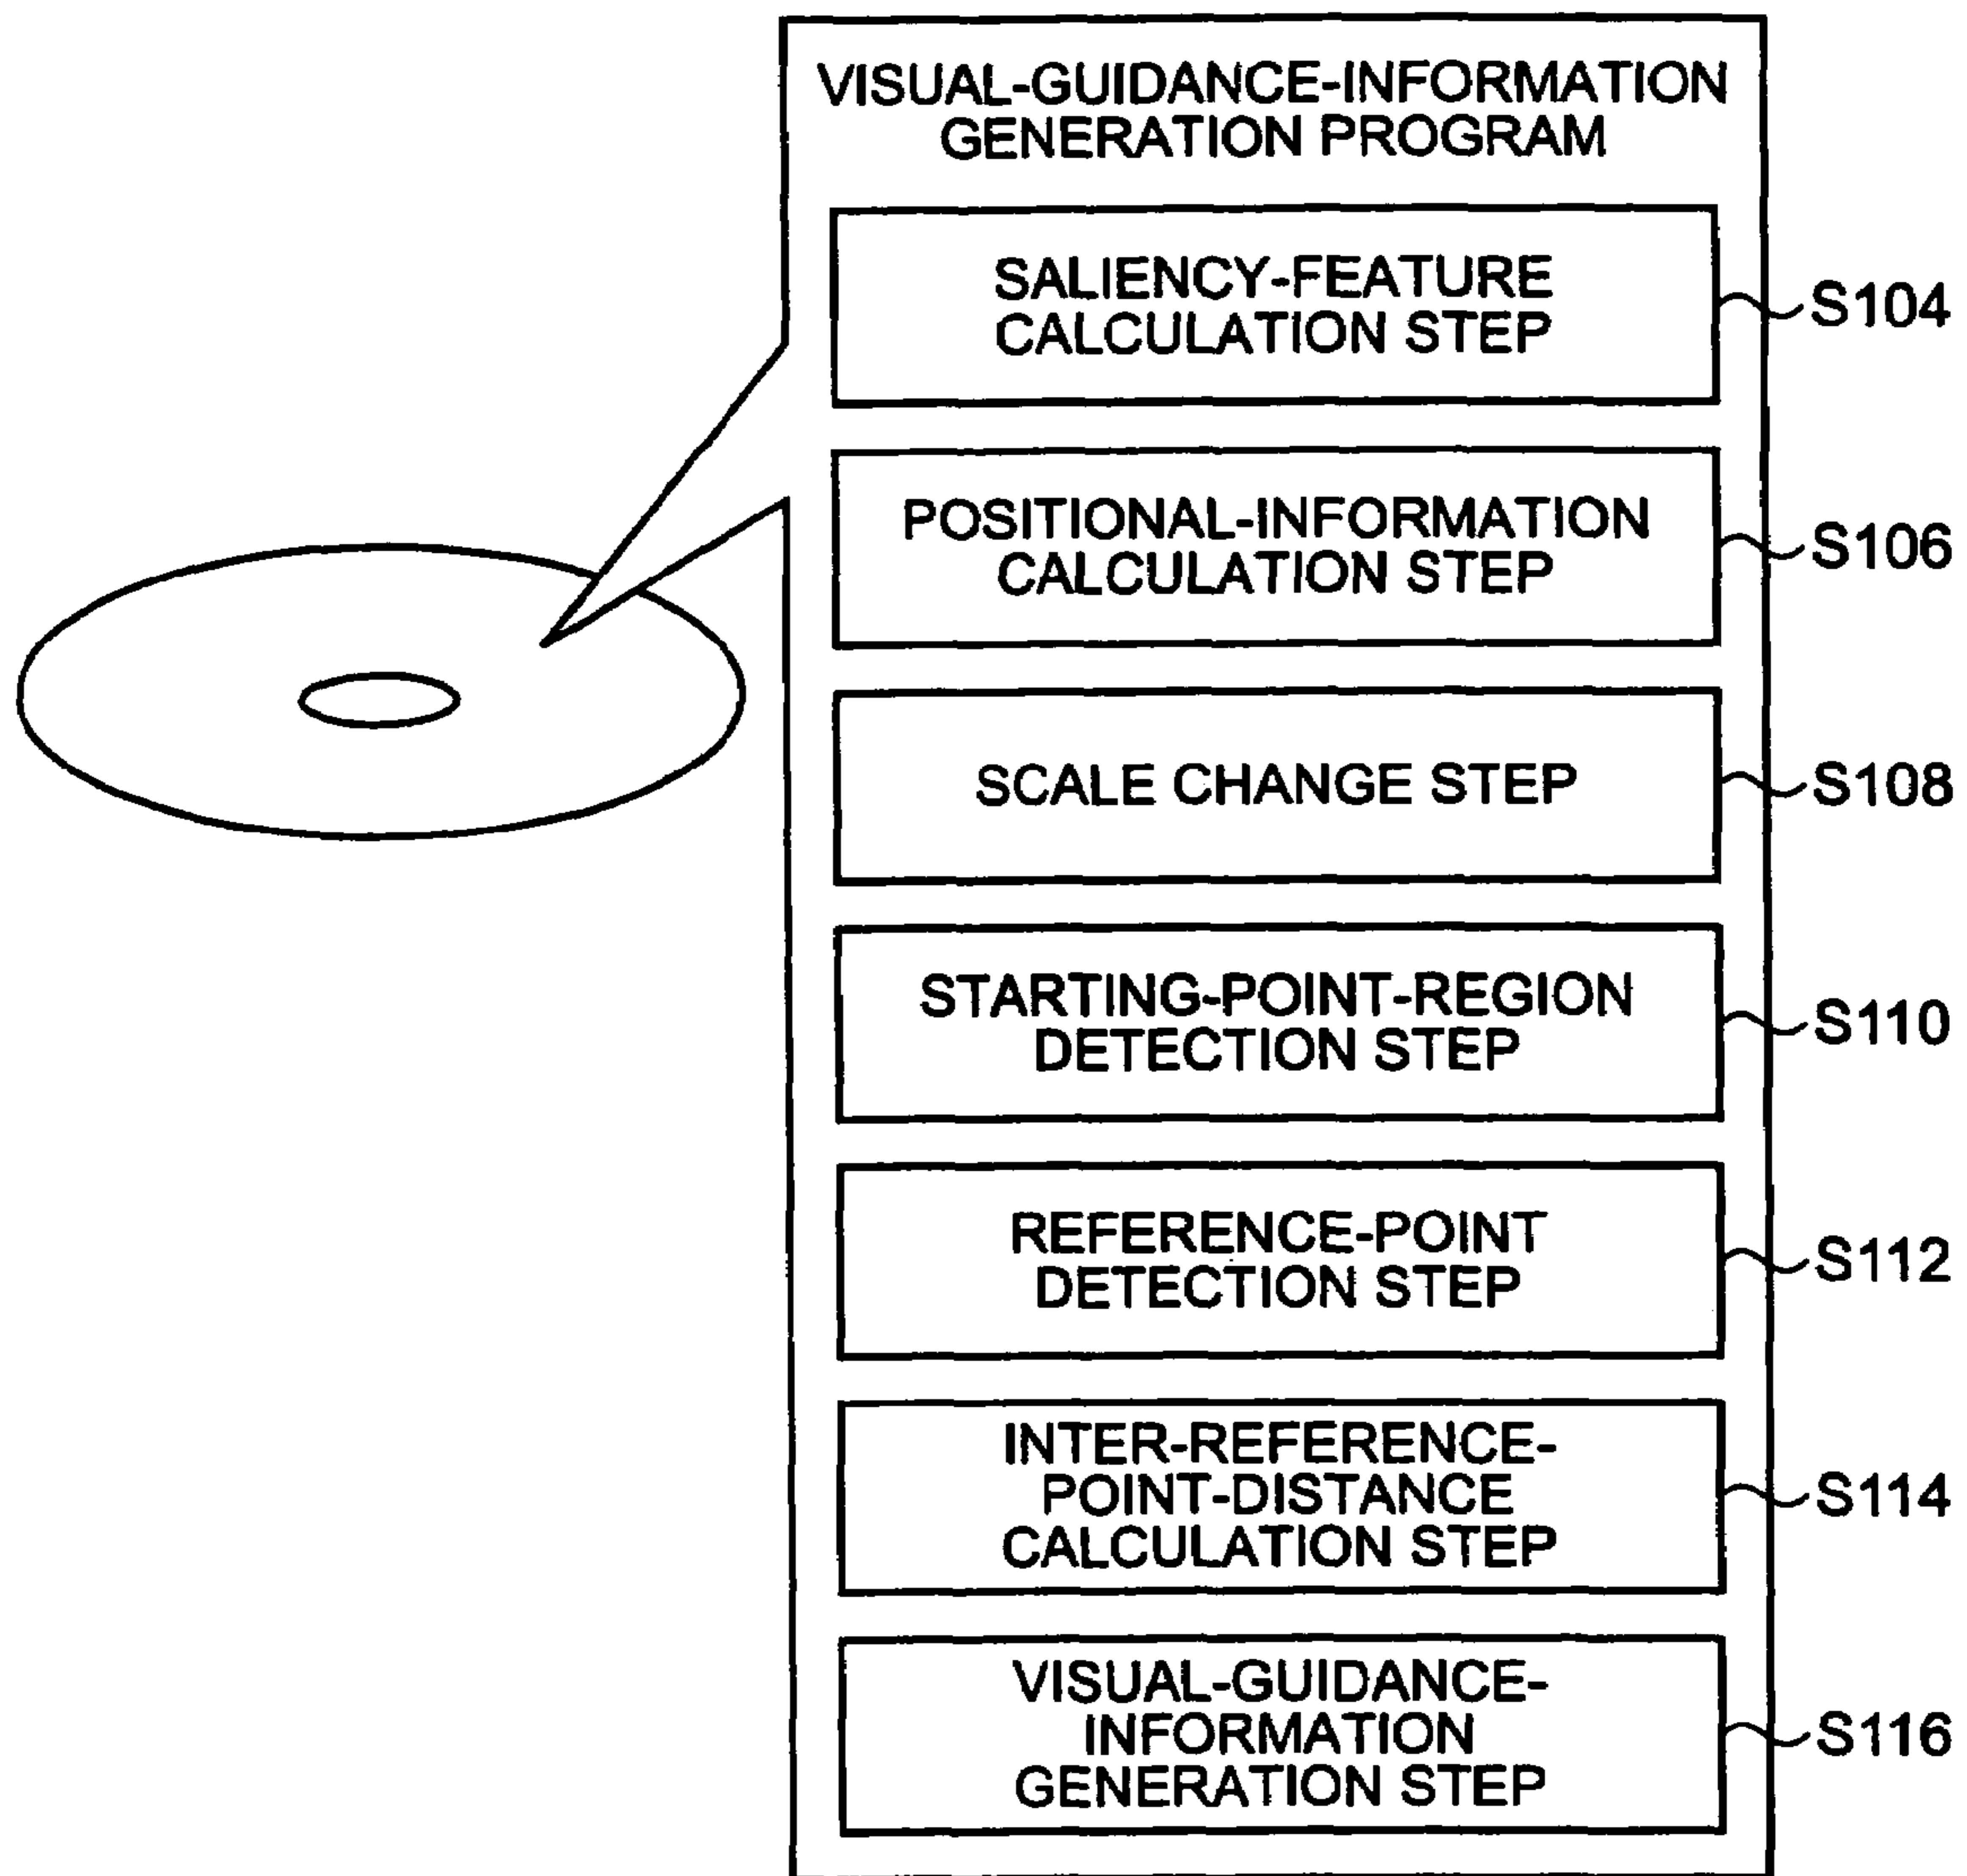 VISUAL-GUIDANCE-INFORMATION
GENERATION PROGRAM
SALIENCY-FEATURE
CALCULATION STEP
S104
POSITIONAL-INFORMATION
CALCULATION STEP
S106
SCALE CHANGE STEP
S108
STARTING-POINT-REGION
DETECTION STEP
S110
REFERENCE-POINT
DETECTION STEP
S112
INTER-REFERENCE-
POINT-DISTANCE
CALCULATION STEP
S114
VISUAL-GUIDANCE-
INFORMATION
GENERATION STEP
S116